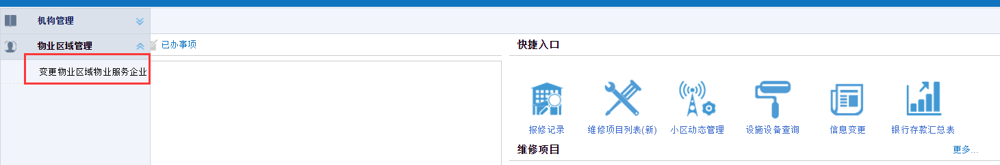 机构管理
物业区域管理
变更物业区域物业服务企业
已办事项
快捷入口
报修记录
维修项目列表(新)
小区动态管理
设施设备查询
信息变更
银行存款汇总表
维修项目
更多...